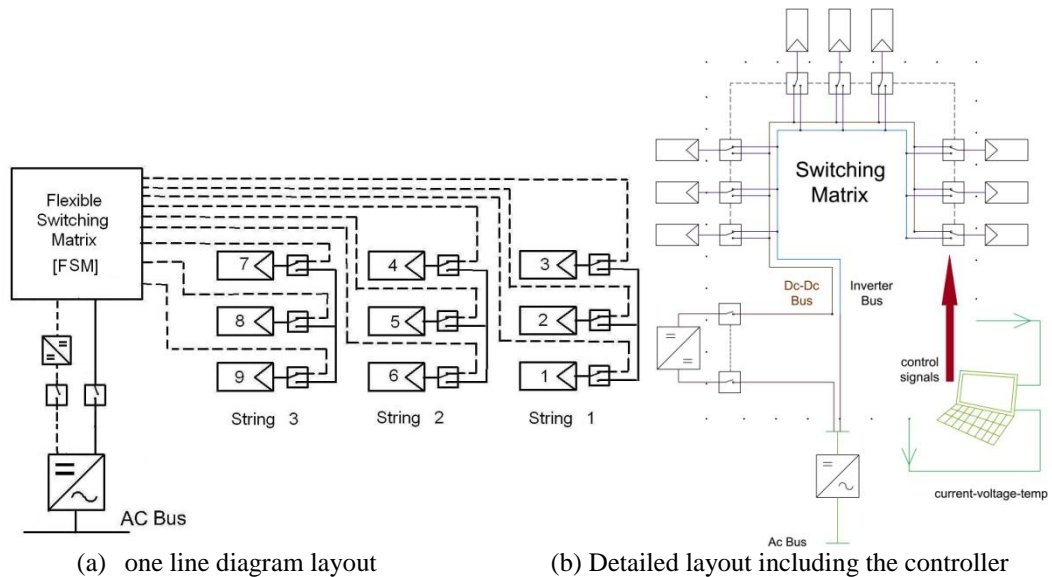 Flexible
Switching
Matrix
[FSM]
7
4
3
8
5
2
9
6
1
String 3
String 2
String 1
AC Bus
(a) one line diagram layout
Switching
Matrix
Dc-Dc
Bus
Inverter
Bus
control
signals
current-voltage-temp
Ac Bus
(b) Detailed layout including the controller